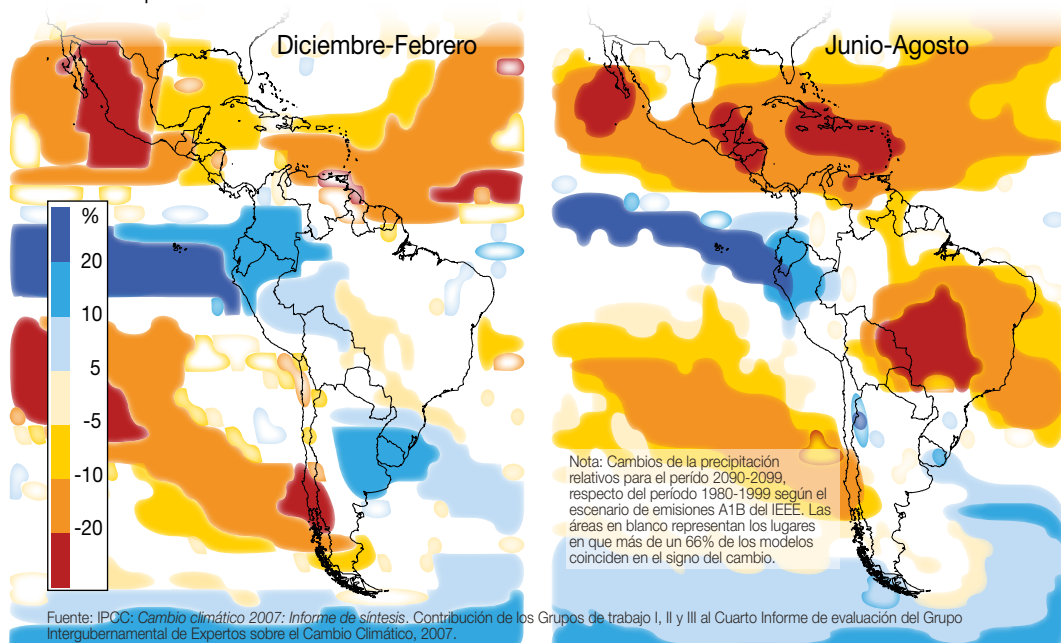 Diciembre-Febrero
Junio-Agosto
%
20
10
5
-5
-10
-20
Nota: Cambios de la precipitación
relativos para el perído 2090-2099,
respecto del período 1980-1999 según el
escenario de emisiones A1B del IEEE. Las
áreas en blanco representan los lugares
en que más de un 66% de los modelos
coinciden en el signo del cambio.
Fuente: IPCC: Cambio climático 2007: Informe de síntesis. Contribución de los Grupos de trabajo I, II y III al Cuarto Informe de evaluación del Grupo
Intergubernamental de Expertos sobre el Cambio Climático, 2007.